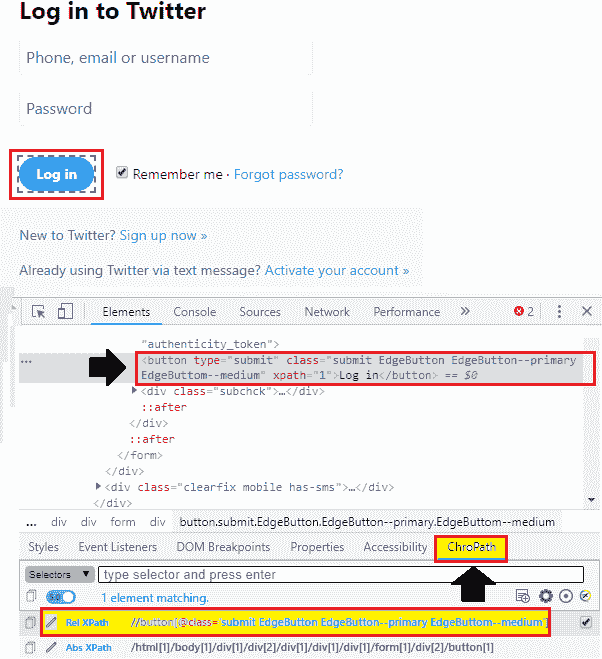 Log in to Twitter
Phone, email or username
Password
Log in Remember me · Forgot password?
New to Twitter? Sign up now »
Already using Twitter via text message? Activate your account »
Elements Console Sources Network Performance » 2
"authenticity_token">
... <button type="submit" class="submit EdgeButton EdgeButton--primary
EdgeButtom--medium" xpath="1">Log in</button> == $0
<div class="subchck">…</div>
::after
</div>
::after
</form>
</div>
<div class="clearfix mobile has-sms">…</div>
</div>
... div div form div button.submit.EdgeButton.EdgeButton--primary.EdgeButtom--medium
Styles Event Listeners DOM Breakpoints Properties Accessibility ChroPath
Selectors type selector and press enter
1 element matching.
Rel XPath //button[@class='submit EdgeButton EdgeButton--primary EdgeButtom--medium']
Abs XPath /html[1]/body[1]/div[2]/div[1]/div[1]/div[1]/form[1]/div[2]/button[1]